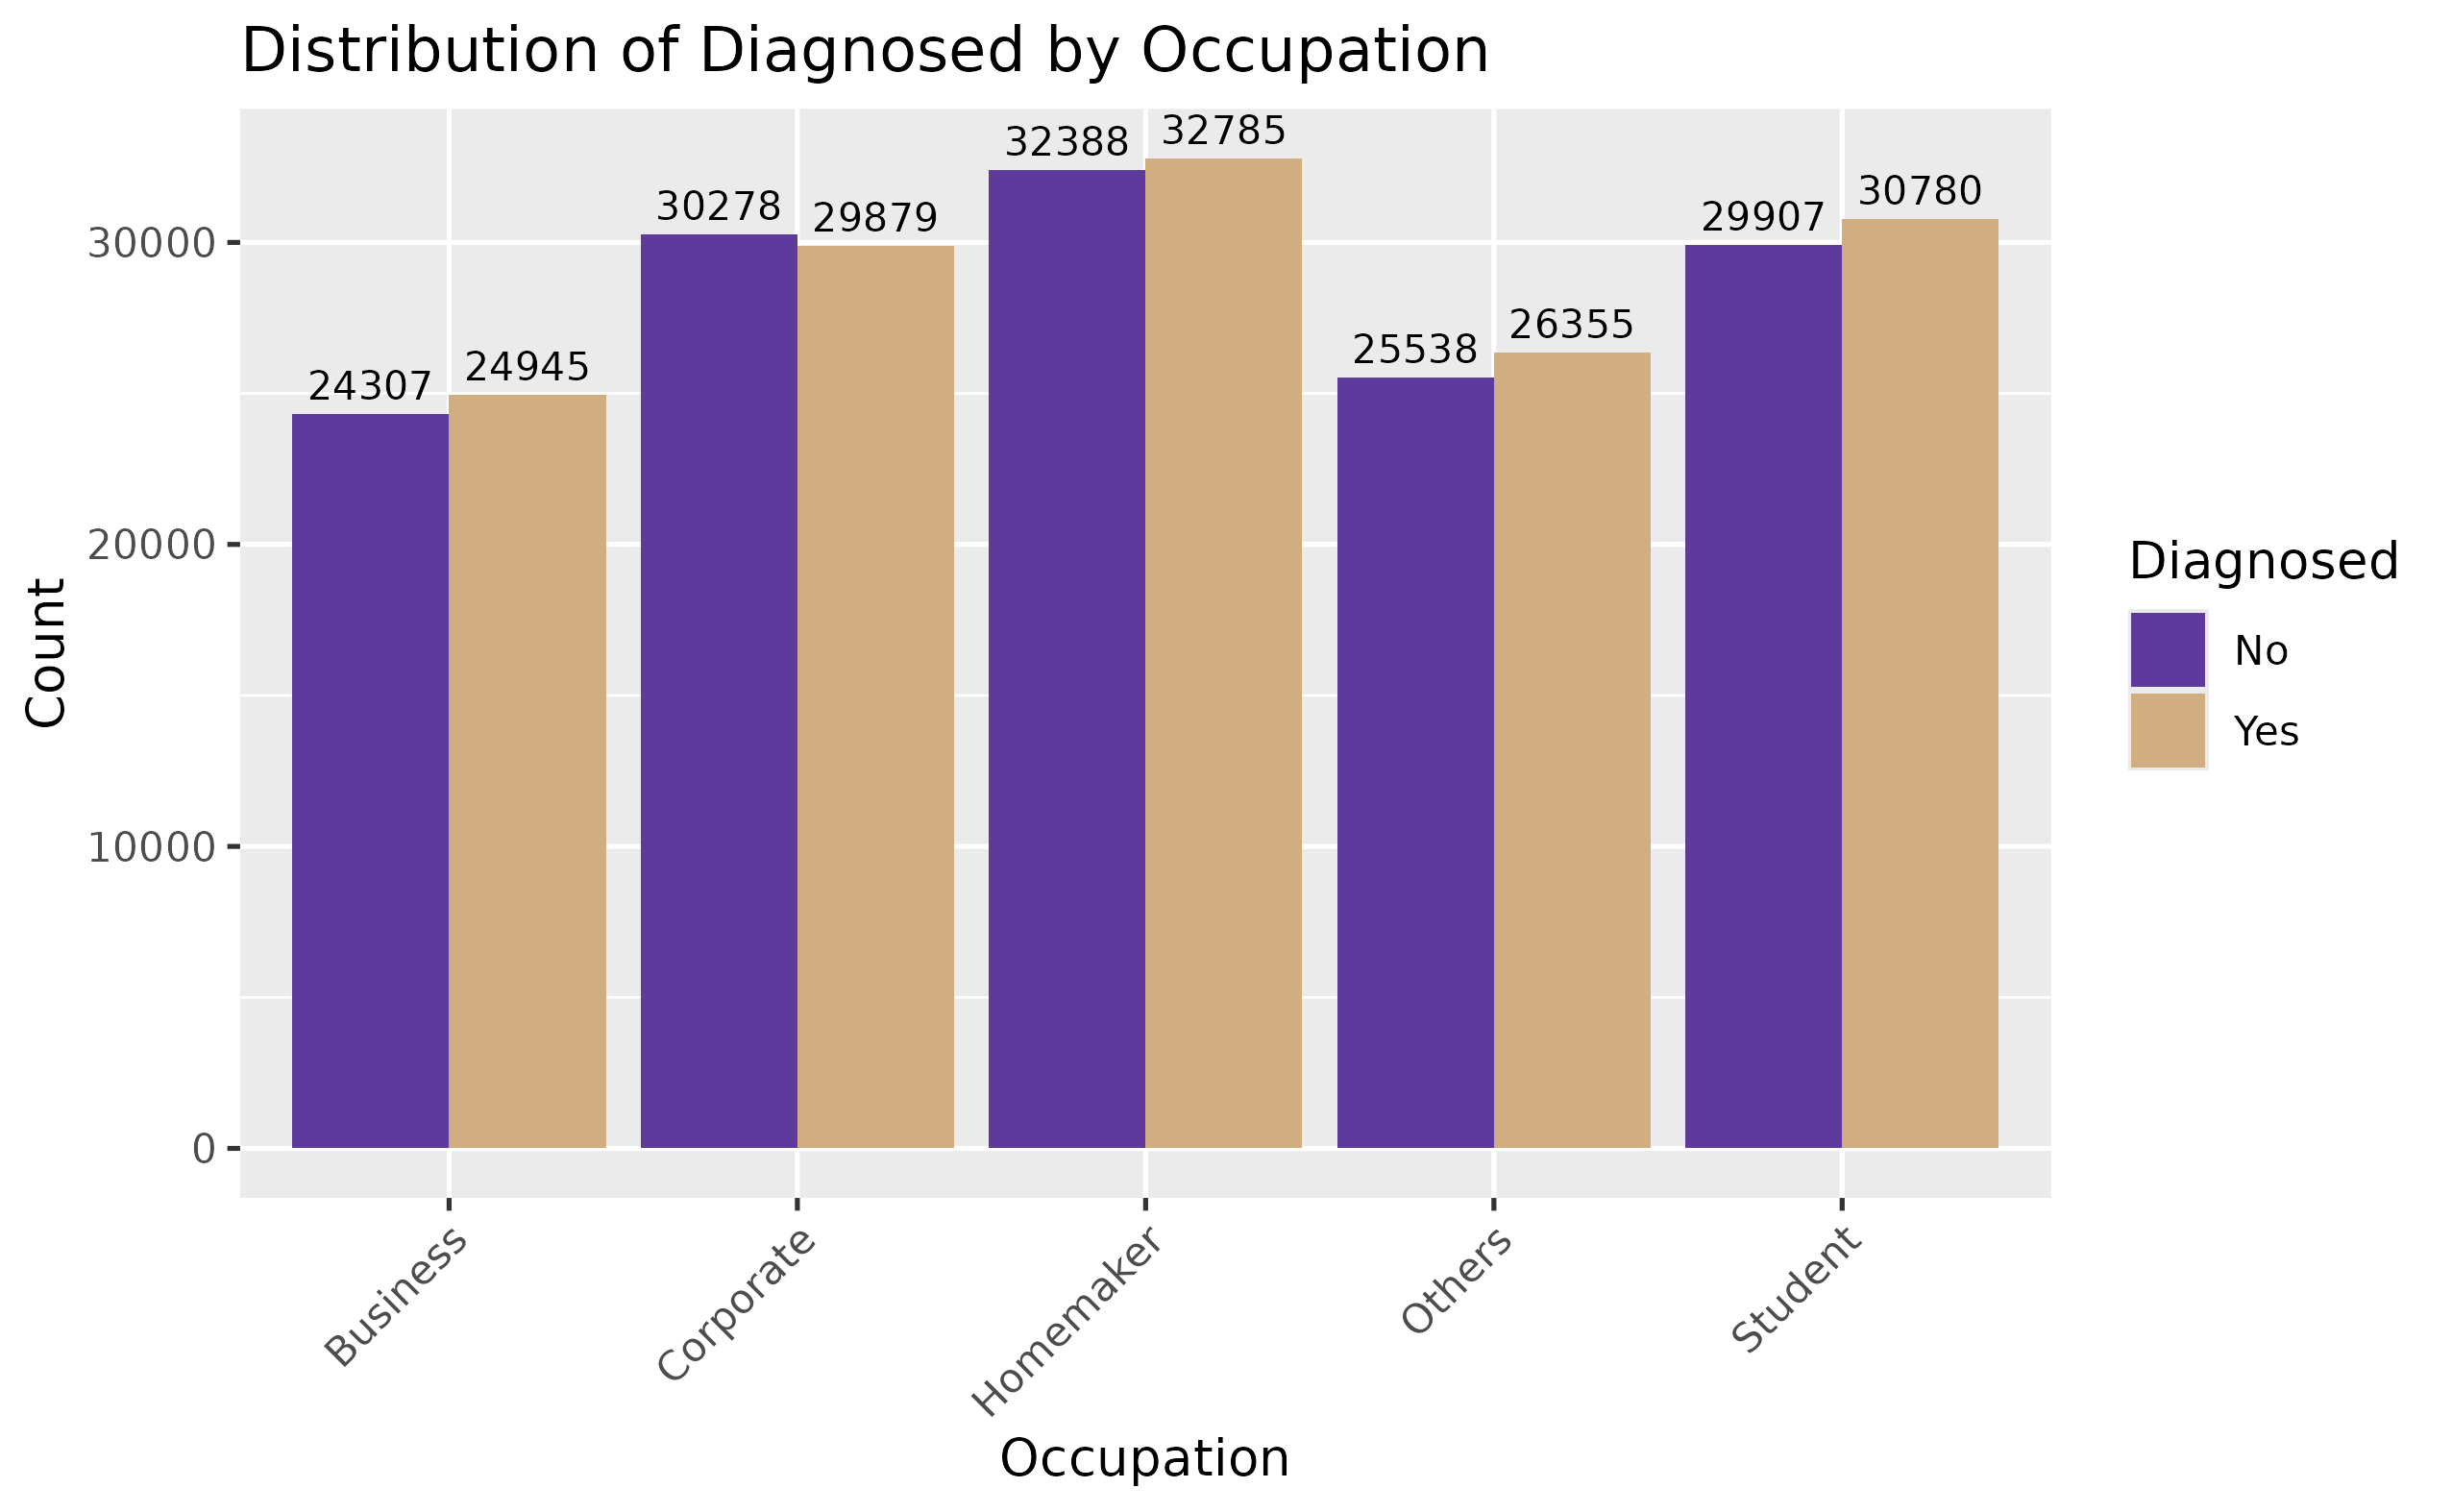 Distribution of Diagnosed by Occupation
Count
30000
20000
10000
0
24307
24945
30278
29879
32388
32785
25538
26355
29907
30780
Business
Corporate
Homemaker
Others
Student
Occupation
Diagnosed
No
Yes